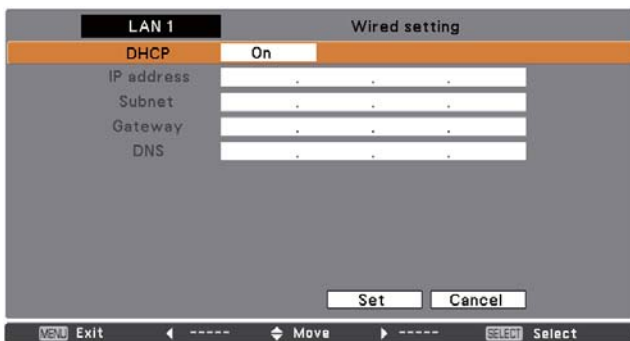 LAN 1 Wired setting
DHCP On
IP address . . .
Subnet . . .
Gateway . . .
DNS . . .
Set Cancel
MENU Exit ◀ ----- Move ▶ ----- SELECT Select